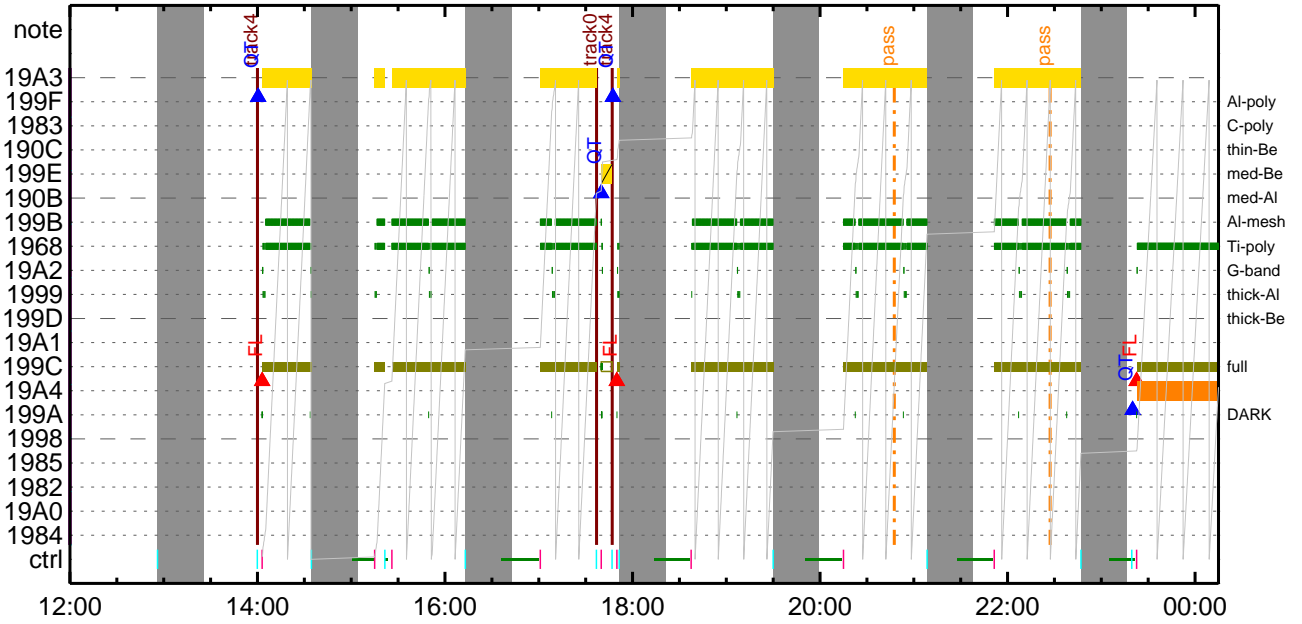 note
track4
QT
track0
track4
QT
pass
pass
19A3
199F Al-poly
1983 C-poly
190C thin-Be
QT
199E med-Be
190B med-Al
199B Al-mesh
1968 Ti-poly
19A2 G-band
1999 thick-Al
199D thick-Be
19A1
FL
FL
FL
199C full
QT
19A4
199A DARK
1998
1985
1982
19A0
1984
ctrl
12:00 14:00 16:00 18:00 20:00 22:00 00:00